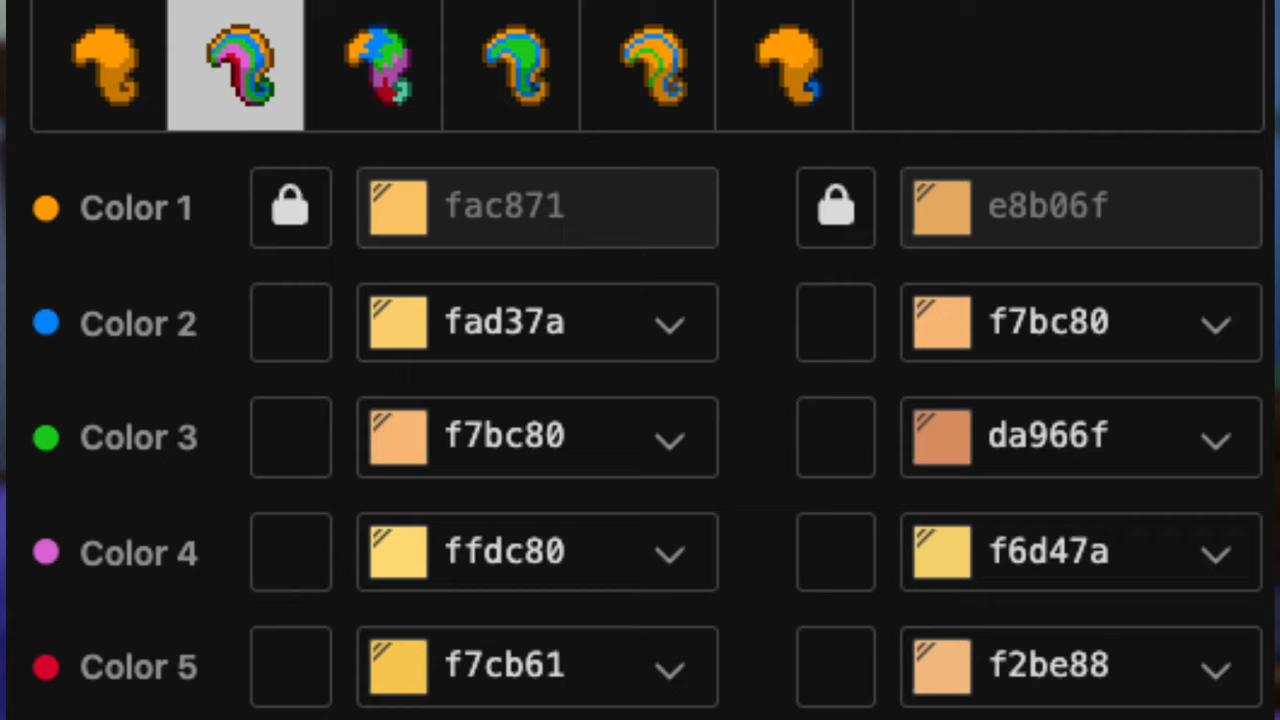 Color 1 fac871 e8b06f
Color 2 fad37a f7bc80
Color 3 f7bc80 da966f
Color 4 ffdc80 f6d47a
Color 5 f7cb61 f2be88